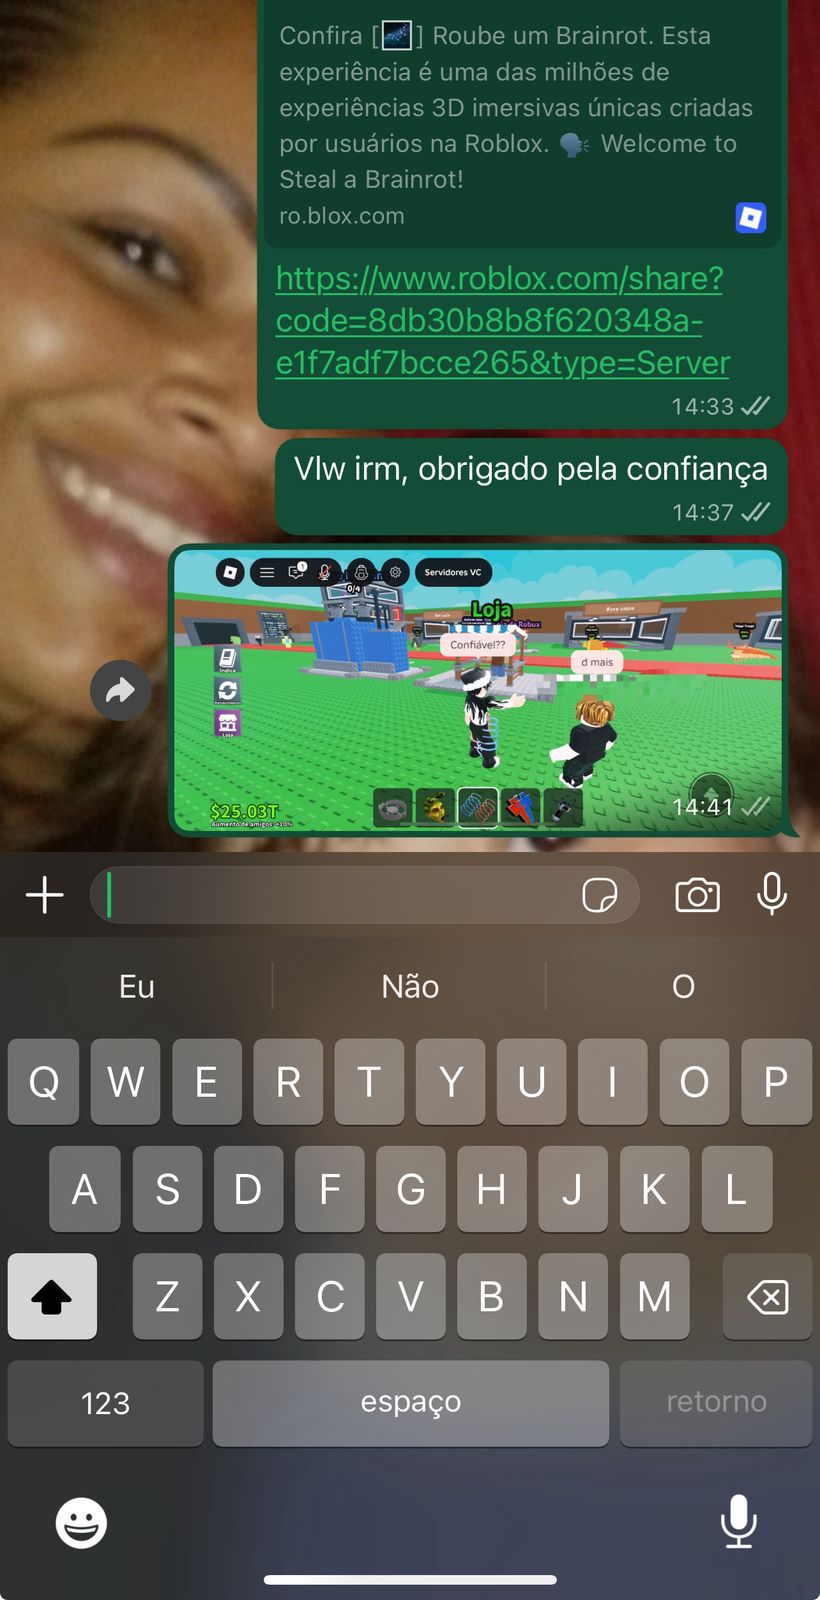 Confira [🌌] Roube um Brainrot. Esta
experiência é uma das milhões de
experiências 3D imersivas únicas criadas
por usuários na Roblox. 🗣️ Welcome to
Steal a Brainrot!
ro.blox.com
https://www.roblox.com/share?
code=8db30b8b8f620348a-
e1f7adf7bcce265&type=Server
14:33
Vlw irm, obrigado pela confiança
14:37
Servidores VC
1
0/4
Loja
Robux
Confiável??
d mais
Loja
$25.03T
Aumento de amigos: +10%
14:41
Eu Não O
Q W E R T Y U I O P
A S D F G H J K L
Z X C V B N M
123 espaço retorno